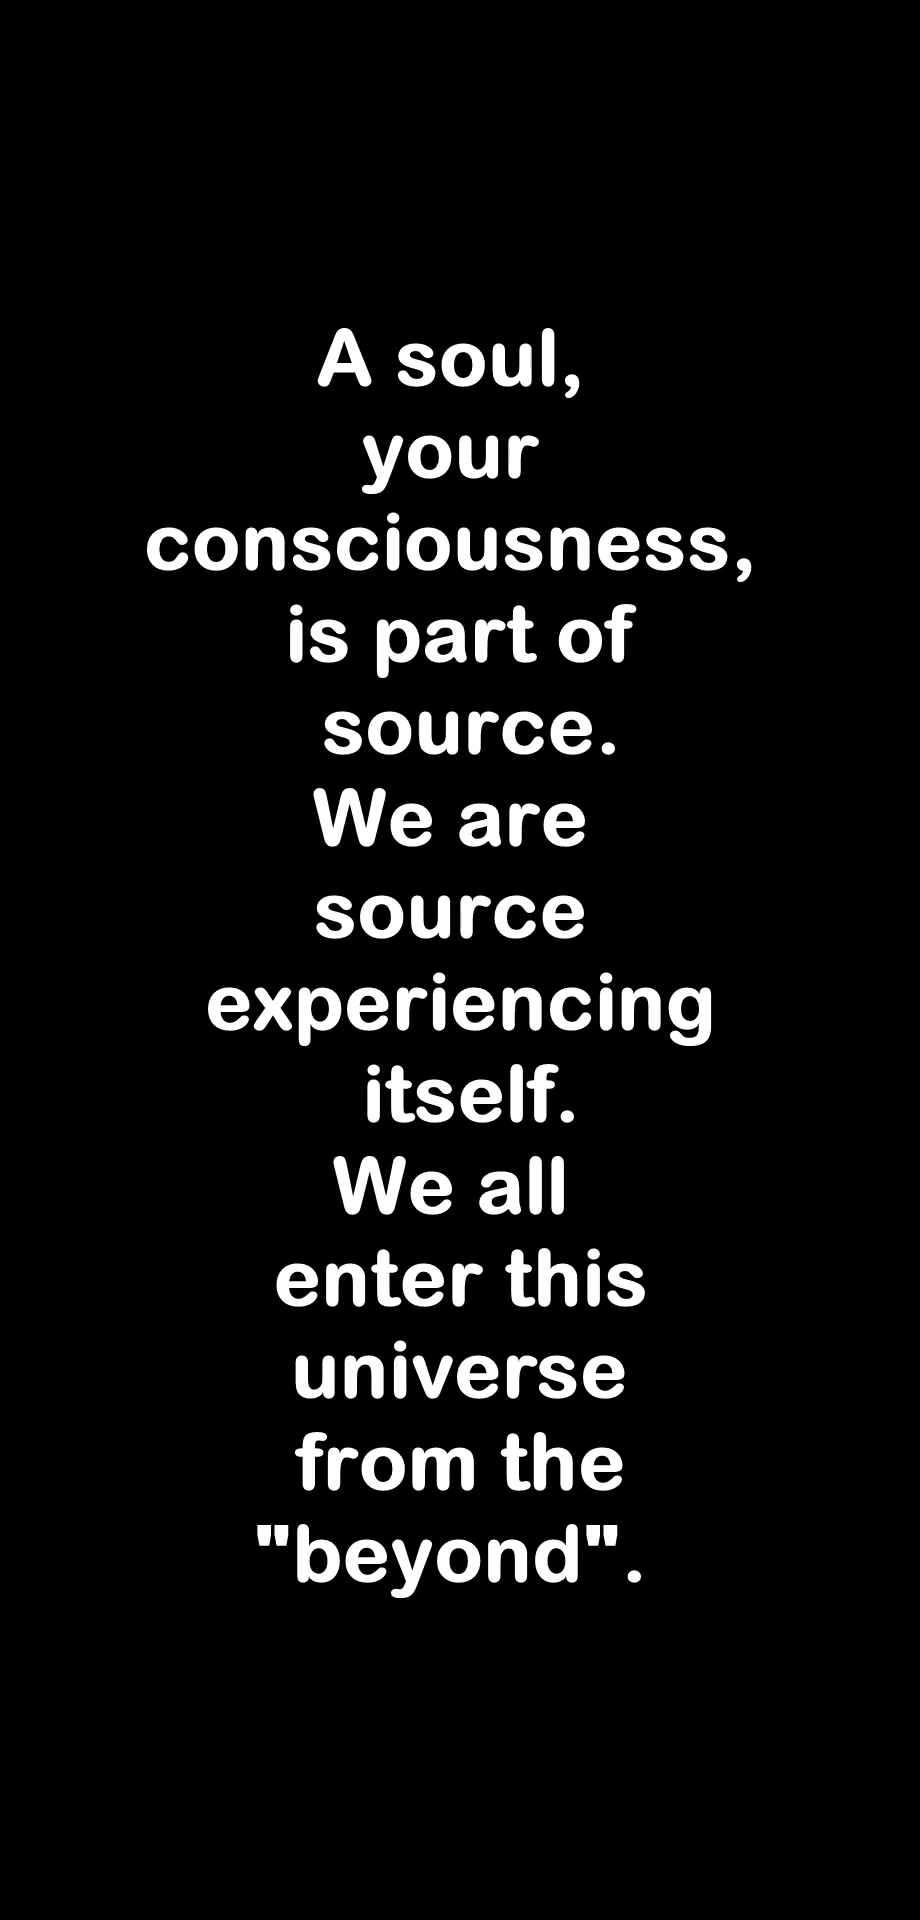 A soul,
your
consciousness,
is part of
source.
We are
source
experiencing
itself.
We all
enter this
universe
from the
"beyond".